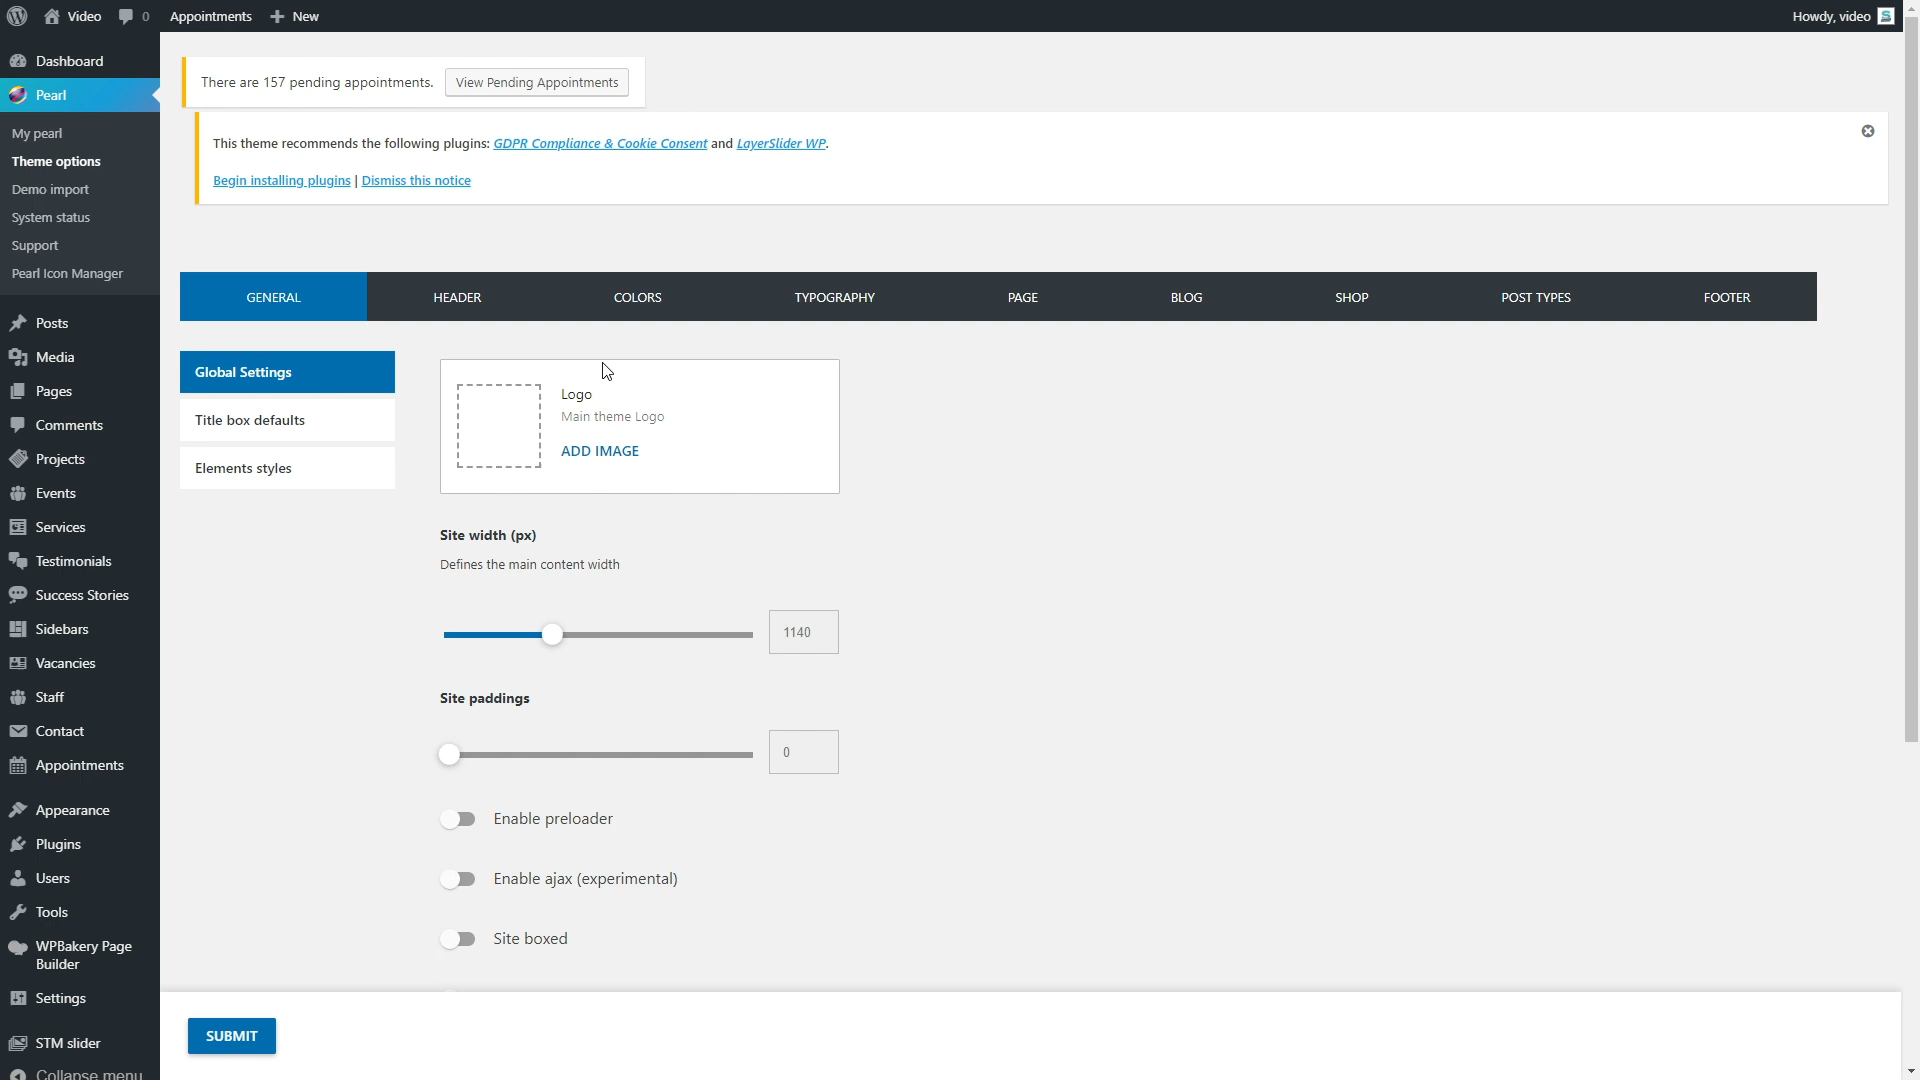 Video
0
Appointments
New
Howdy, video
Dashboard
Pearl
My pearl
Theme options
Demo import
System status
Support
Pearl Icon Manager
Posts
Media
Pages
Comments
Projects
Events
Services
Testimonials
Success Stories
Sidebars
Vacancies
Staff
Contact
Appointments
Appearance
Plugins
Users
Tools
WPBakery Page
Builder
Settings
STM slider
Collapse menu
There are 157 pending appointments.
View Pending Appointments
This theme recommends the following plugins: GDPR Compliance & Cookie Consent and LayerSlider WP.
Begin installing plugins | Dismiss this notice
GENERAL
HEADER
COLORS
TYPOGRAPHY
PAGE
BLOG
SHOP
POST TYPES
FOOTER
Global Settings
Title box defaults
Elements styles
Logo
Main theme Logo
ADD IMAGE
Site width (px)
Defines the main content width
1140
Site paddings
0
Enable preloader
Enable ajax (experimental)
Site boxed
SUBMIT